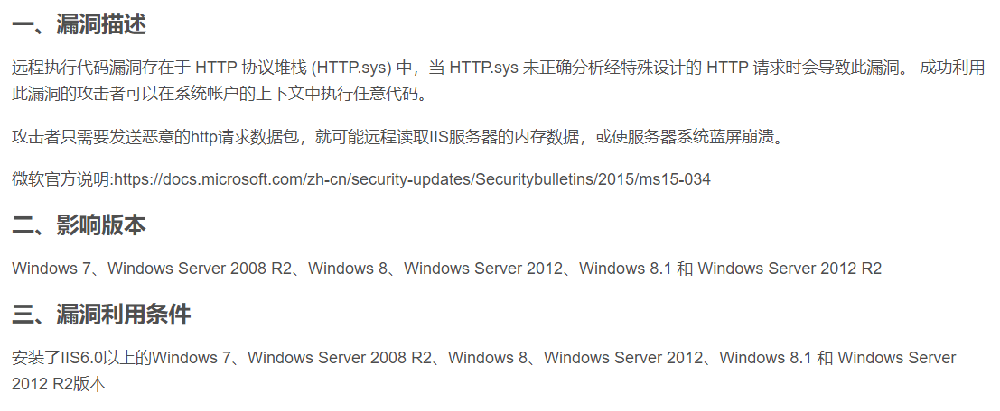 一、漏洞描述
远程执行代码漏洞存在于 HTTP 协议堆栈 (HTTP.sys) 中，当 HTTP.sys 未正确分析经特殊设计的 HTTP 请求时会导致此漏洞。 成功利用
此漏洞的攻击者可以在系统帐户的上下文中执行任意代码。
攻击者只需要发送恶意的http请求数据包，就可能远程读取IIS服务器的内存数据，或使服务器系统蓝屏崩溃。
微软官方说明:https://docs.microsoft.com/zh-cn/security-updates/Securitybulletins/2015/ms15-034
二、影响版本
Windows 7、Windows Server 2008 R2、Windows 8、Windows Server 2012、Windows 8.1 和 Windows Server 2012 R2
三、漏洞利用条件
安装了IIS6.0以上的Windows 7、Windows Server 2008 R2、Windows 8、Windows Server 2012、Windows 8.1 和 Windows Server
2012 R2版本